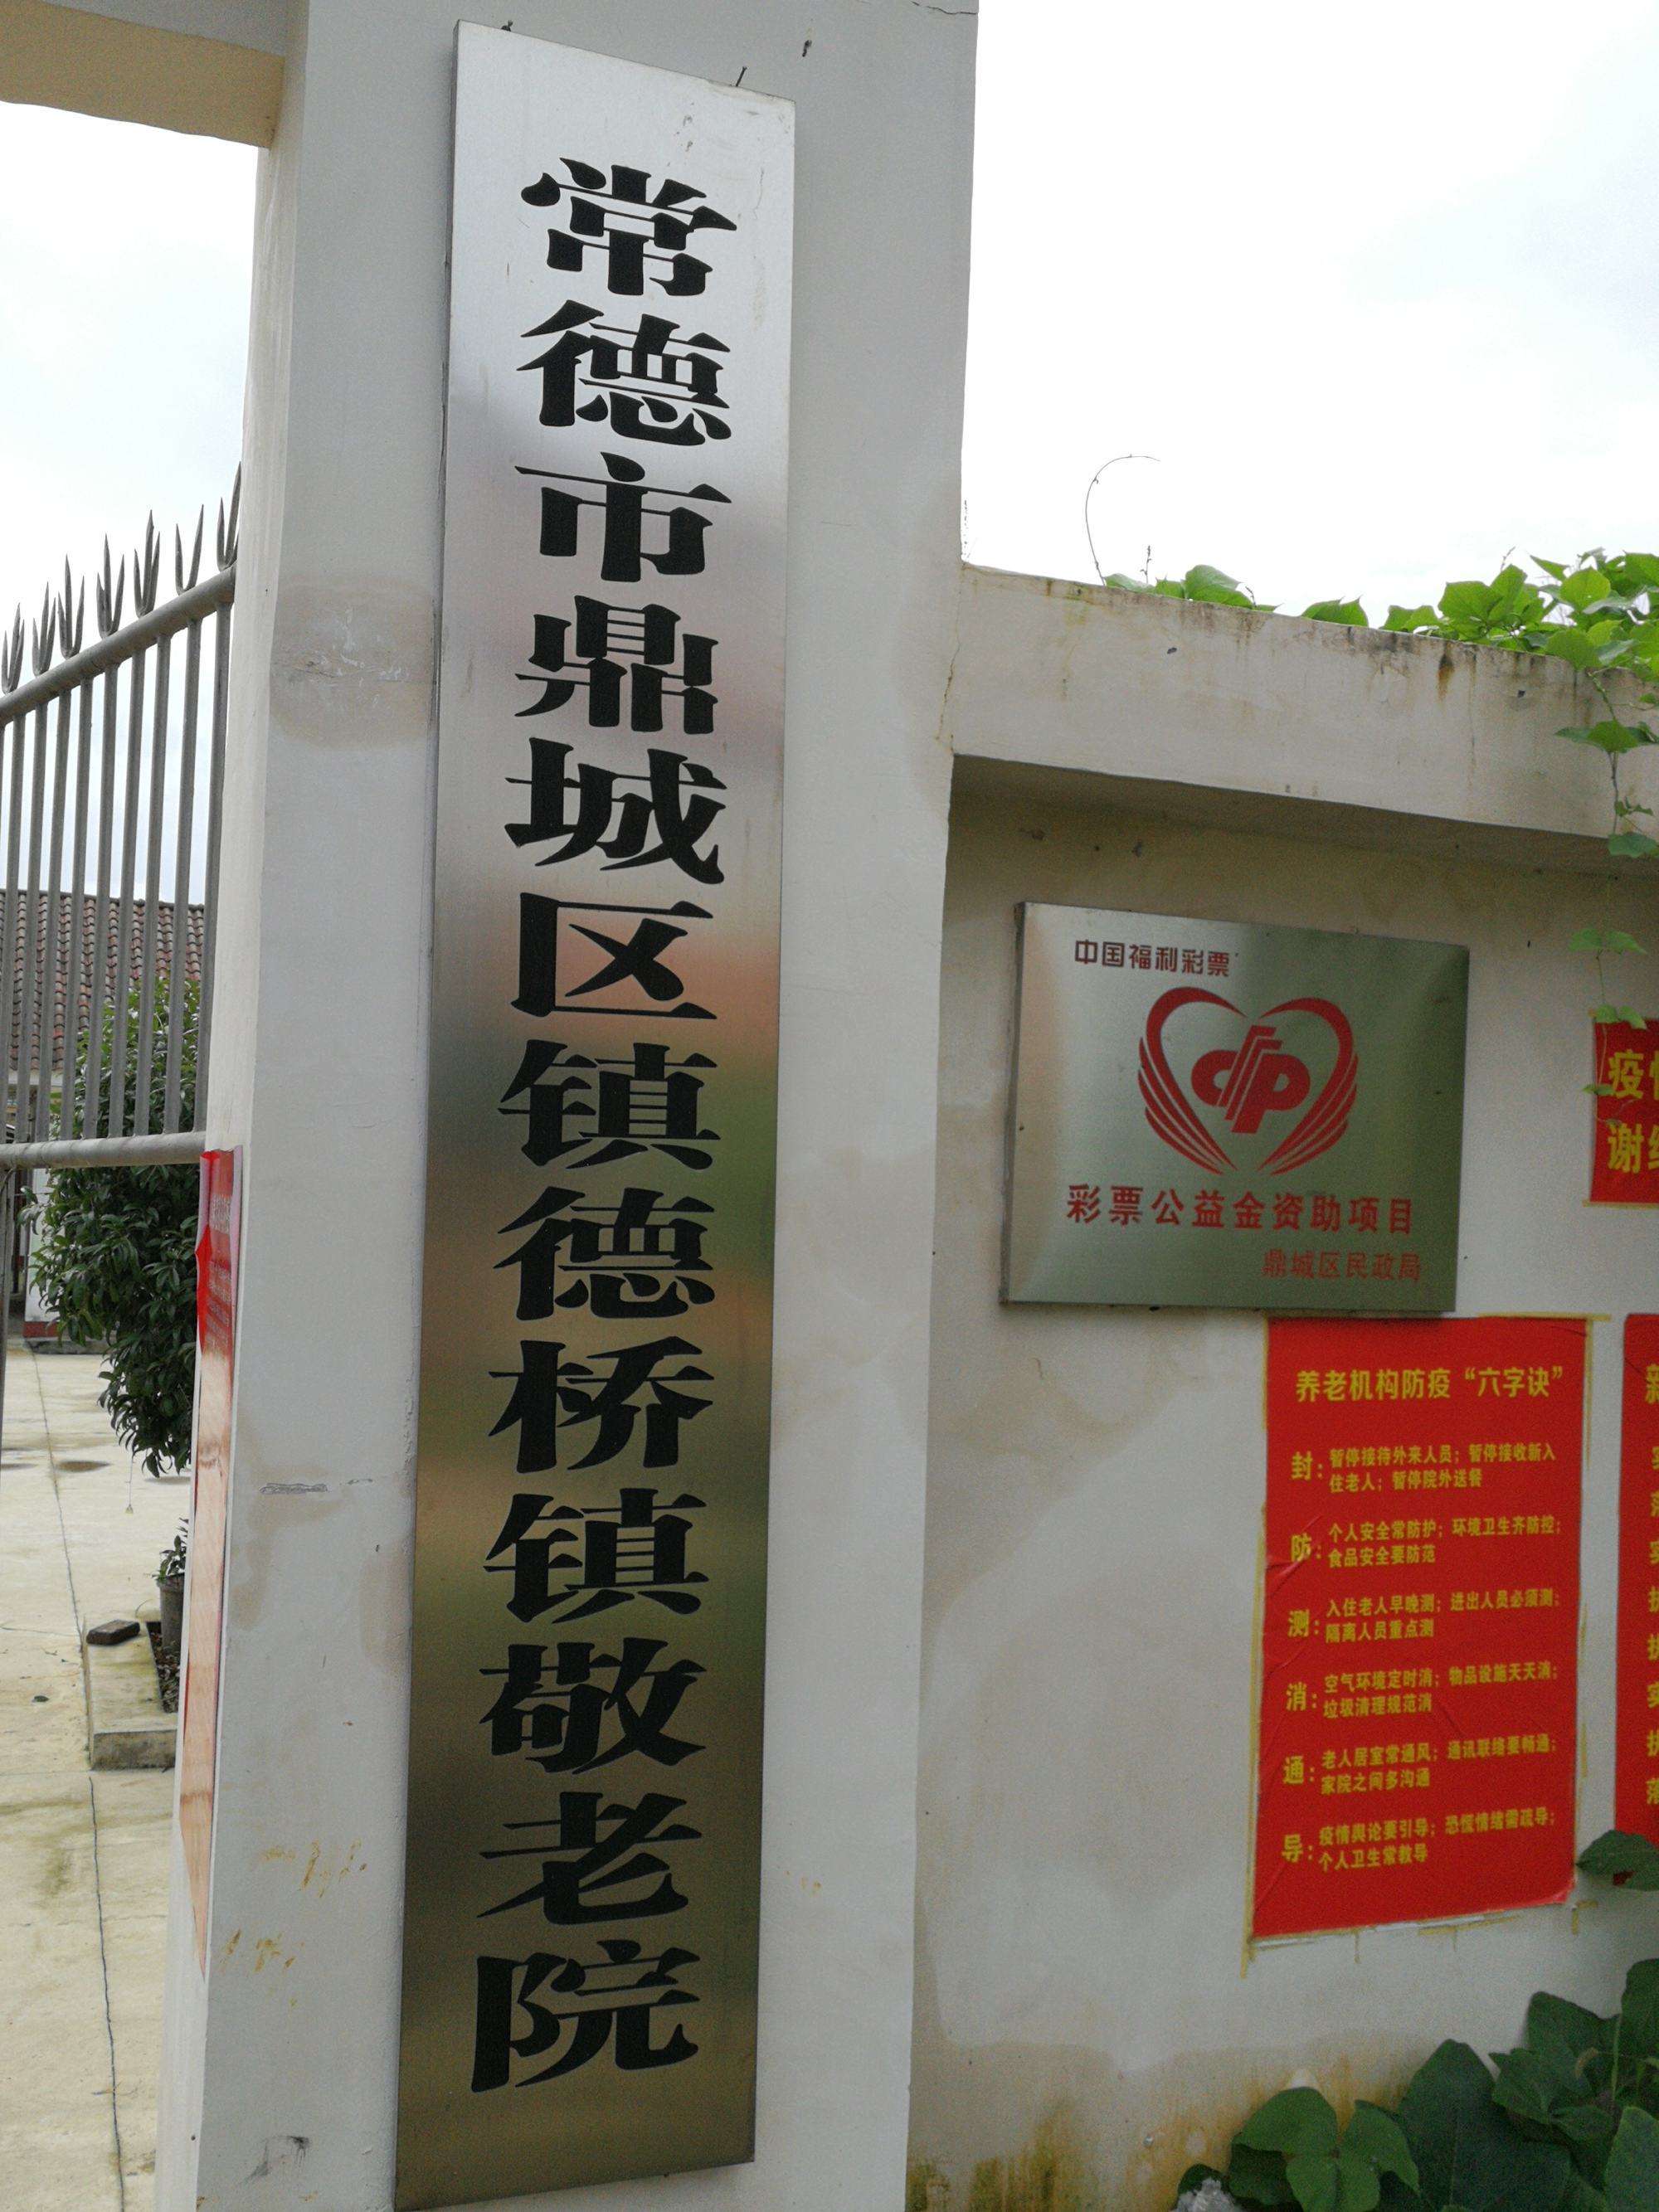 常德市鼎城区镇德桥镇敬老院
中国福利彩票
彩票公益金资助项目
鼎城区民政局
疫
谢
养老机构防疫“六字诀”
封：暂停接待外来人员；暂停接收新入
住老人；暂停院外送餐
防：个人安全常防护；环境卫生齐防控；
食品安全要防范
测：入住老人早晚测；进出人员必须测；
隔离人员重点测
消：空气环境定时消；物品设施天天消；
垃圾清理规范消
通：老人居室常通风；通讯联络要畅通；
家院之间多沟通
导：疫情舆论要引导；恐慌情绪需疏导；
个人卫生常教导